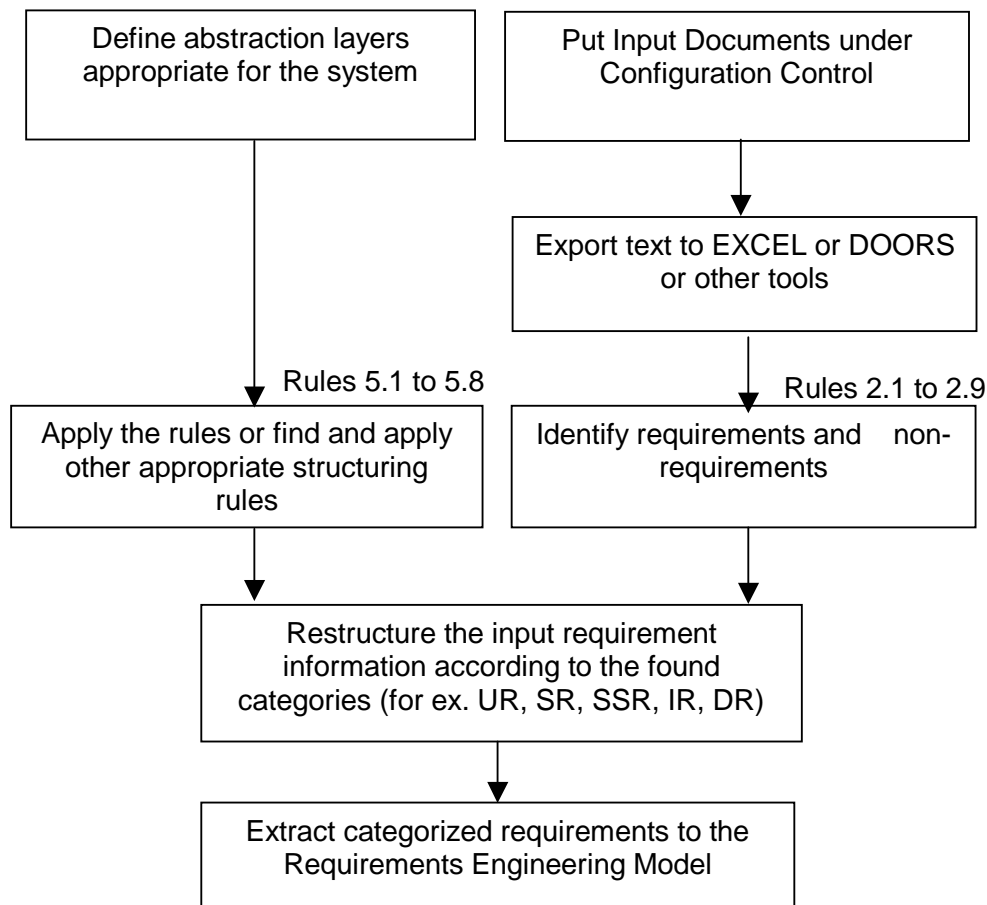 Define abstraction layers
appropriate for the system
Put Input Documents under
Configuration Control
Export text to EXCEL or DOORS
or other tools
Rules 5.1 to 5.8
Rules 2.1 to 2.9
Apply the rules or find and apply
other appropriate structuring
rules
Identify requirements and non-
requirements
Restructure the input requirement
information according to the found
categories (for ex. UR, SR, SSR, IR, DR)
Extract categorized requirements to the
Requirements Engineering Model